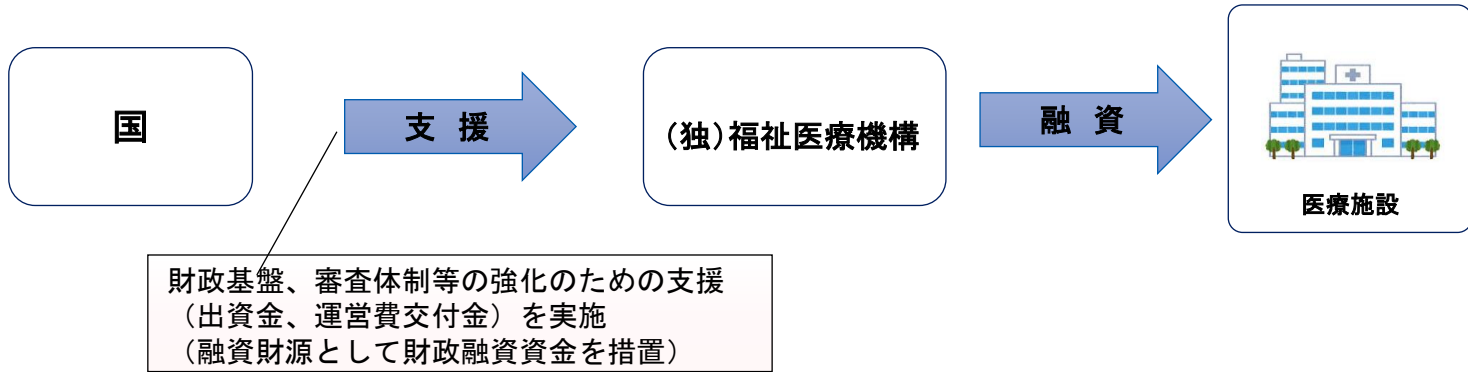 国
支 援
（独）福祉医療機構
融 資
医療施設
財政基盤、審査体制等の強化のための支援
（出資金、運営費交付金）を実施
（融資財源として財政融資資金を措置）